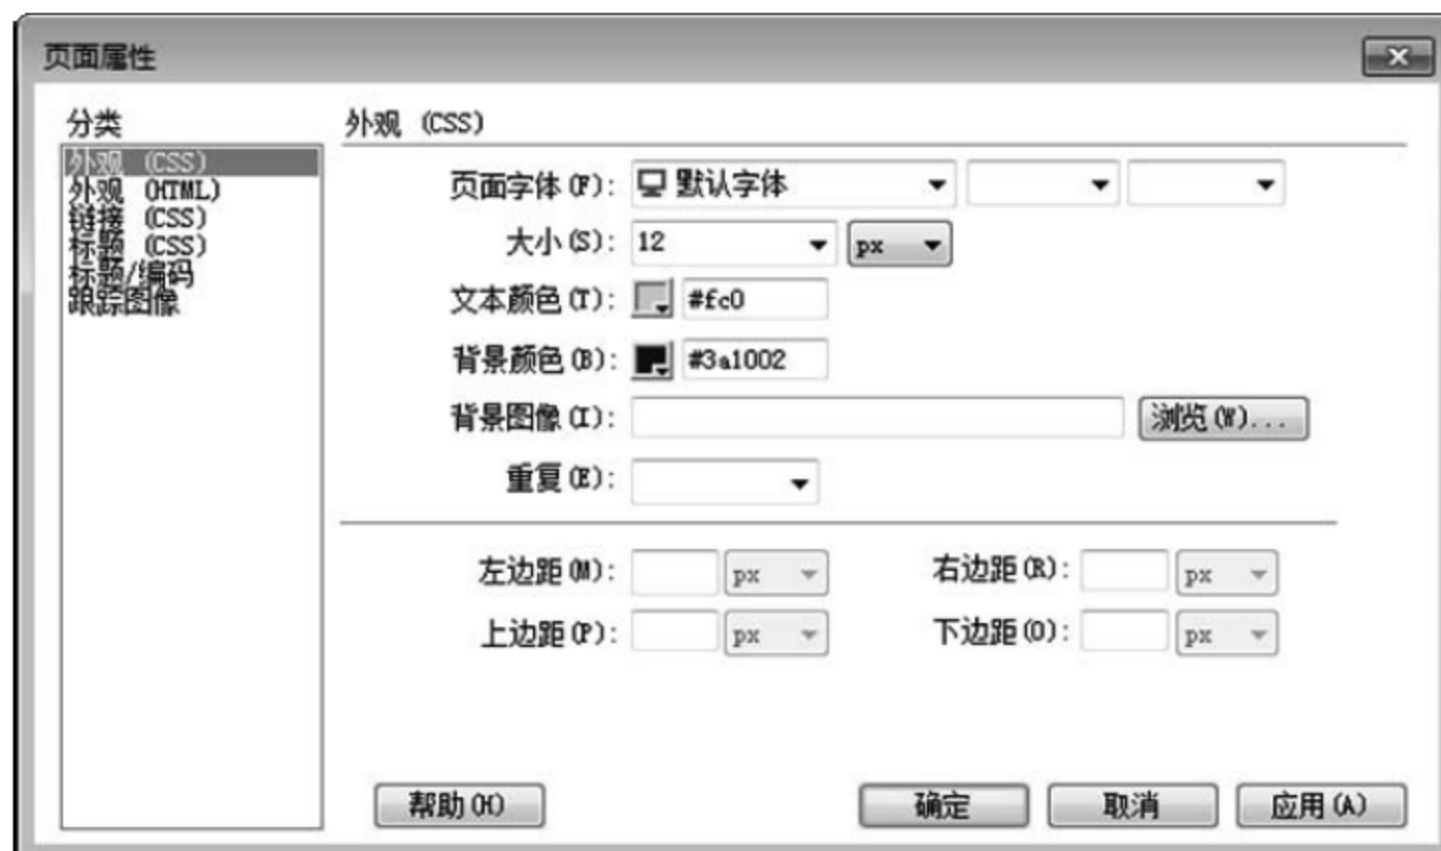 页面属性
分类
外观 (CSS)
外观 (HTML)
链接 (CSS)
标题 (CSS)
标题/编码
跟踪图像
外观 (CSS)
页面字体(F): 默认字体
大小(S): 12 px
文本颜色(T): #fc0
背景颜色(B): #3a1002
背景图像(I): 浏览(W)...
重复(E):
左边距(M): px 右边距(R): px
上边距(P): px 下边距(O): px
帮助(H) 确定 取消 应用(A)